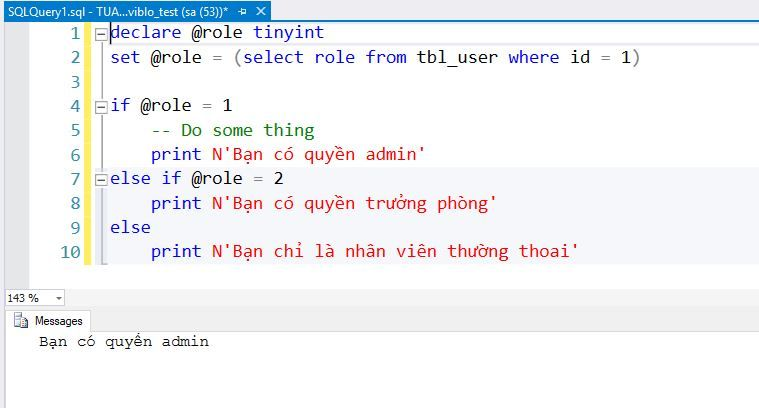 SQLQuery1.sql - TUA...viblo_test (sa (53))*
1 declare @role tinyint
2 set @role = (select role from tbl_user where id = 1)
3
4 if @role = 1
5 -- Do some thing
6 print N'Bạn có quyền admin'
7 else if @role = 2
8 print N'Bạn có quyền trưởng phòng'
9 else
10 print N'Bạn chỉ là nhân viên thường thoai'
143 %
Messages
Bạn có quyền admin